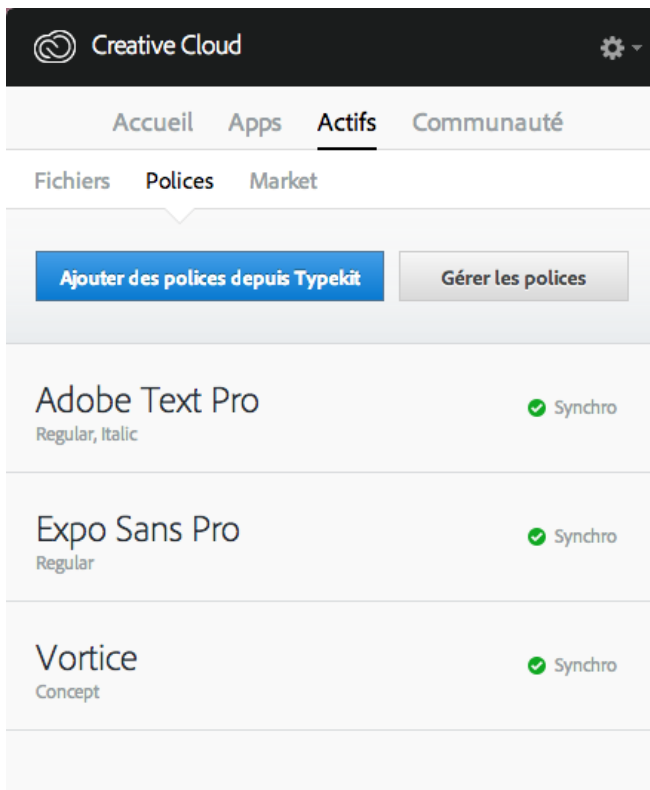 Creative Cloud
Accueil Apps Actifs Communauté
Fichiers Polices Market
Ajouter des polices depuis Typekit Gérer les polices
Adobe Text Pro
Synchro
Regular, Italic
Expo Sans Pro
Synchro
Regular
Vortice
Synchro
Concept